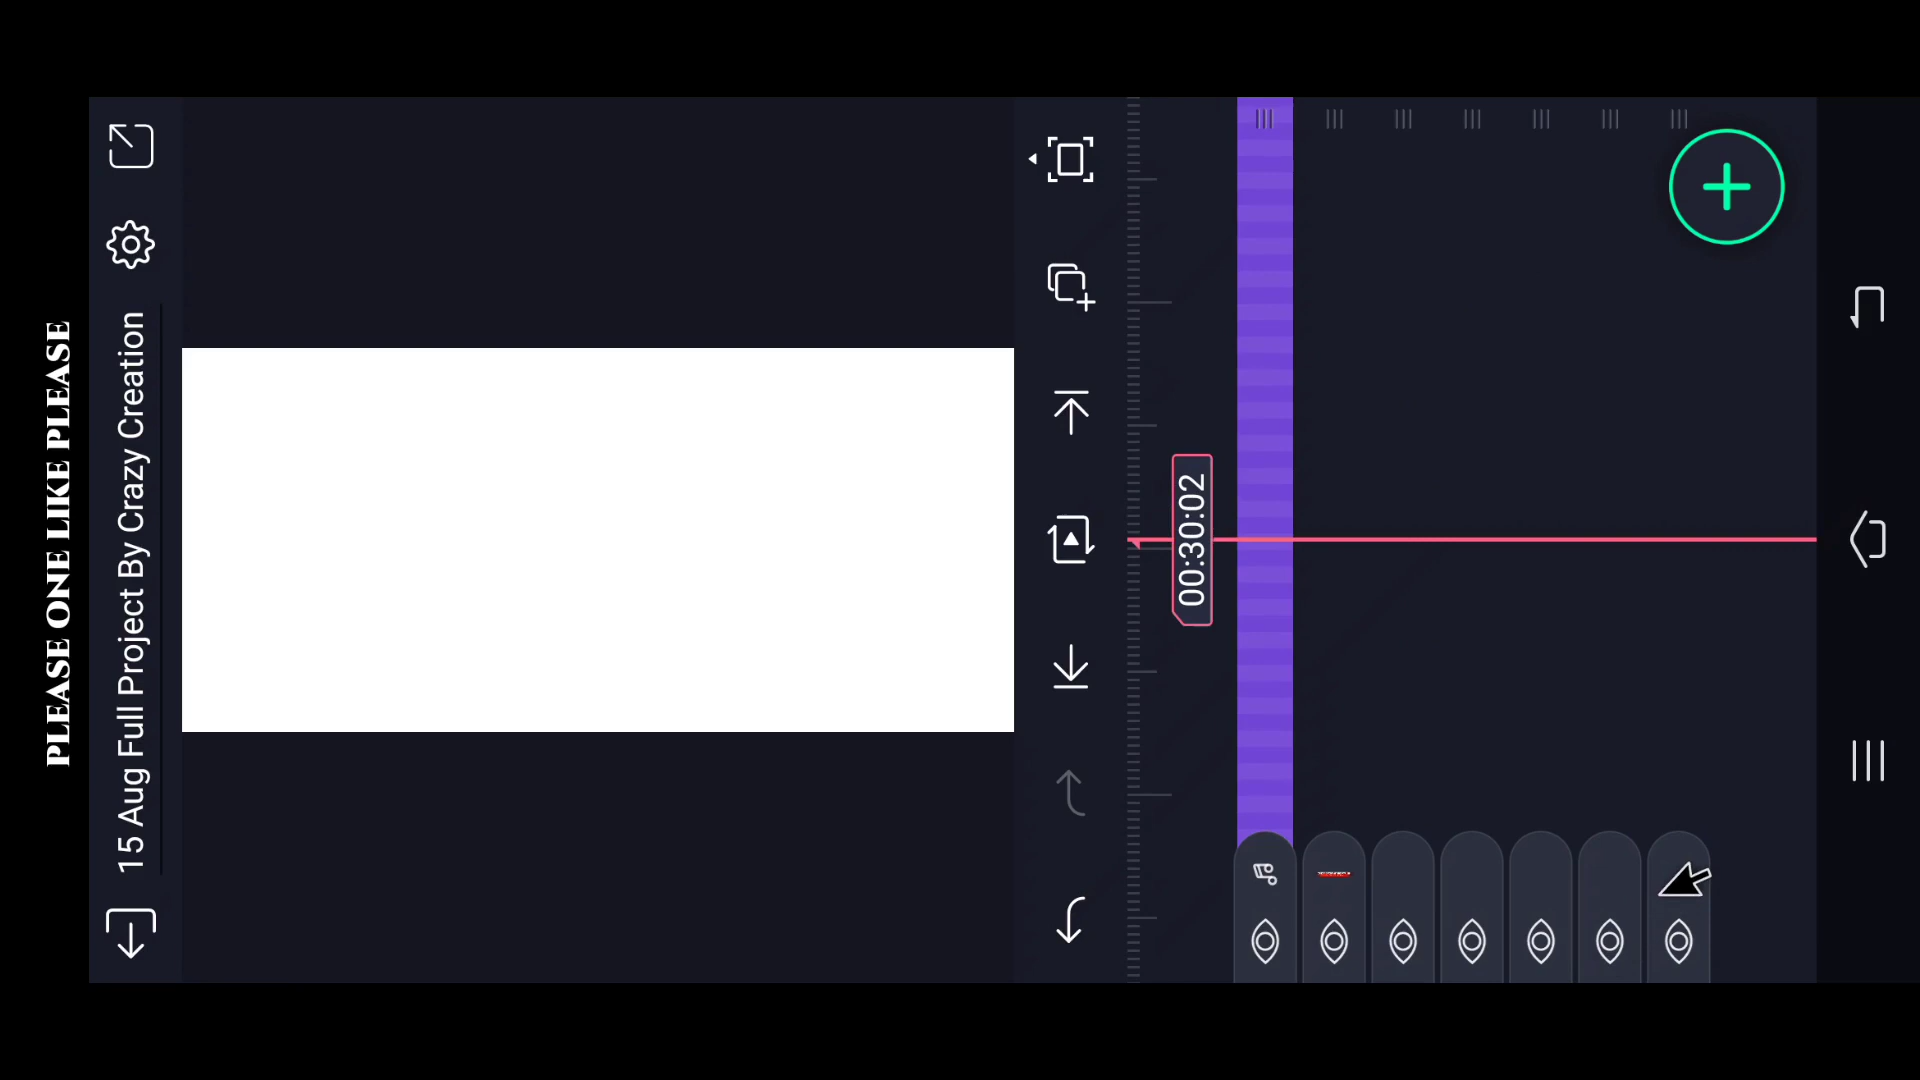 PLEASE ONE LIKE PLEASE
15 Aug Full Project By Crazy Creation
00:30:02